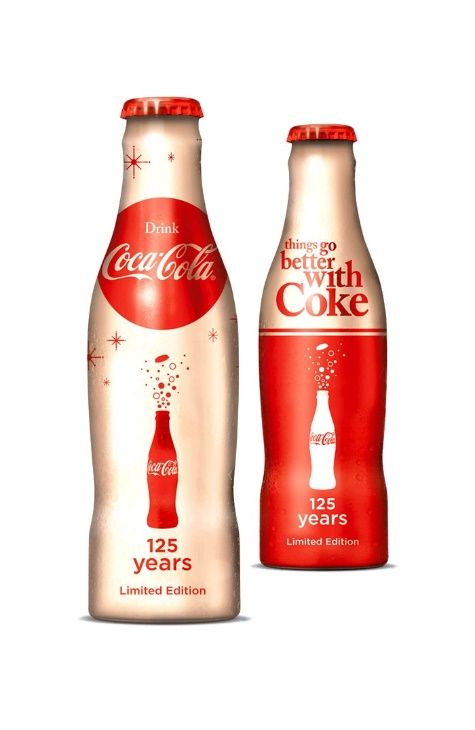 Drink
Coca-Cola®
Coca-Cola
125
years
Limited Edition
things go
better
with
Coke
Coca-Cola
125
years
Limited Edition